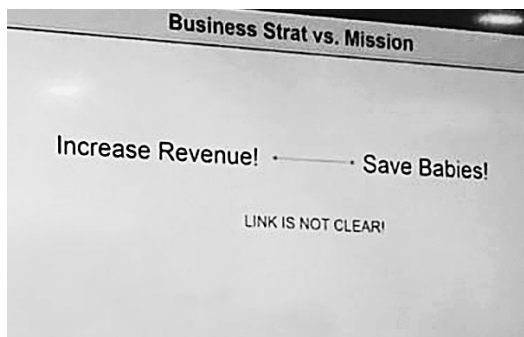 Business Strat vs. Mission
Increase Revenue! Save Babies!
LINK IS NOT CLEAR!